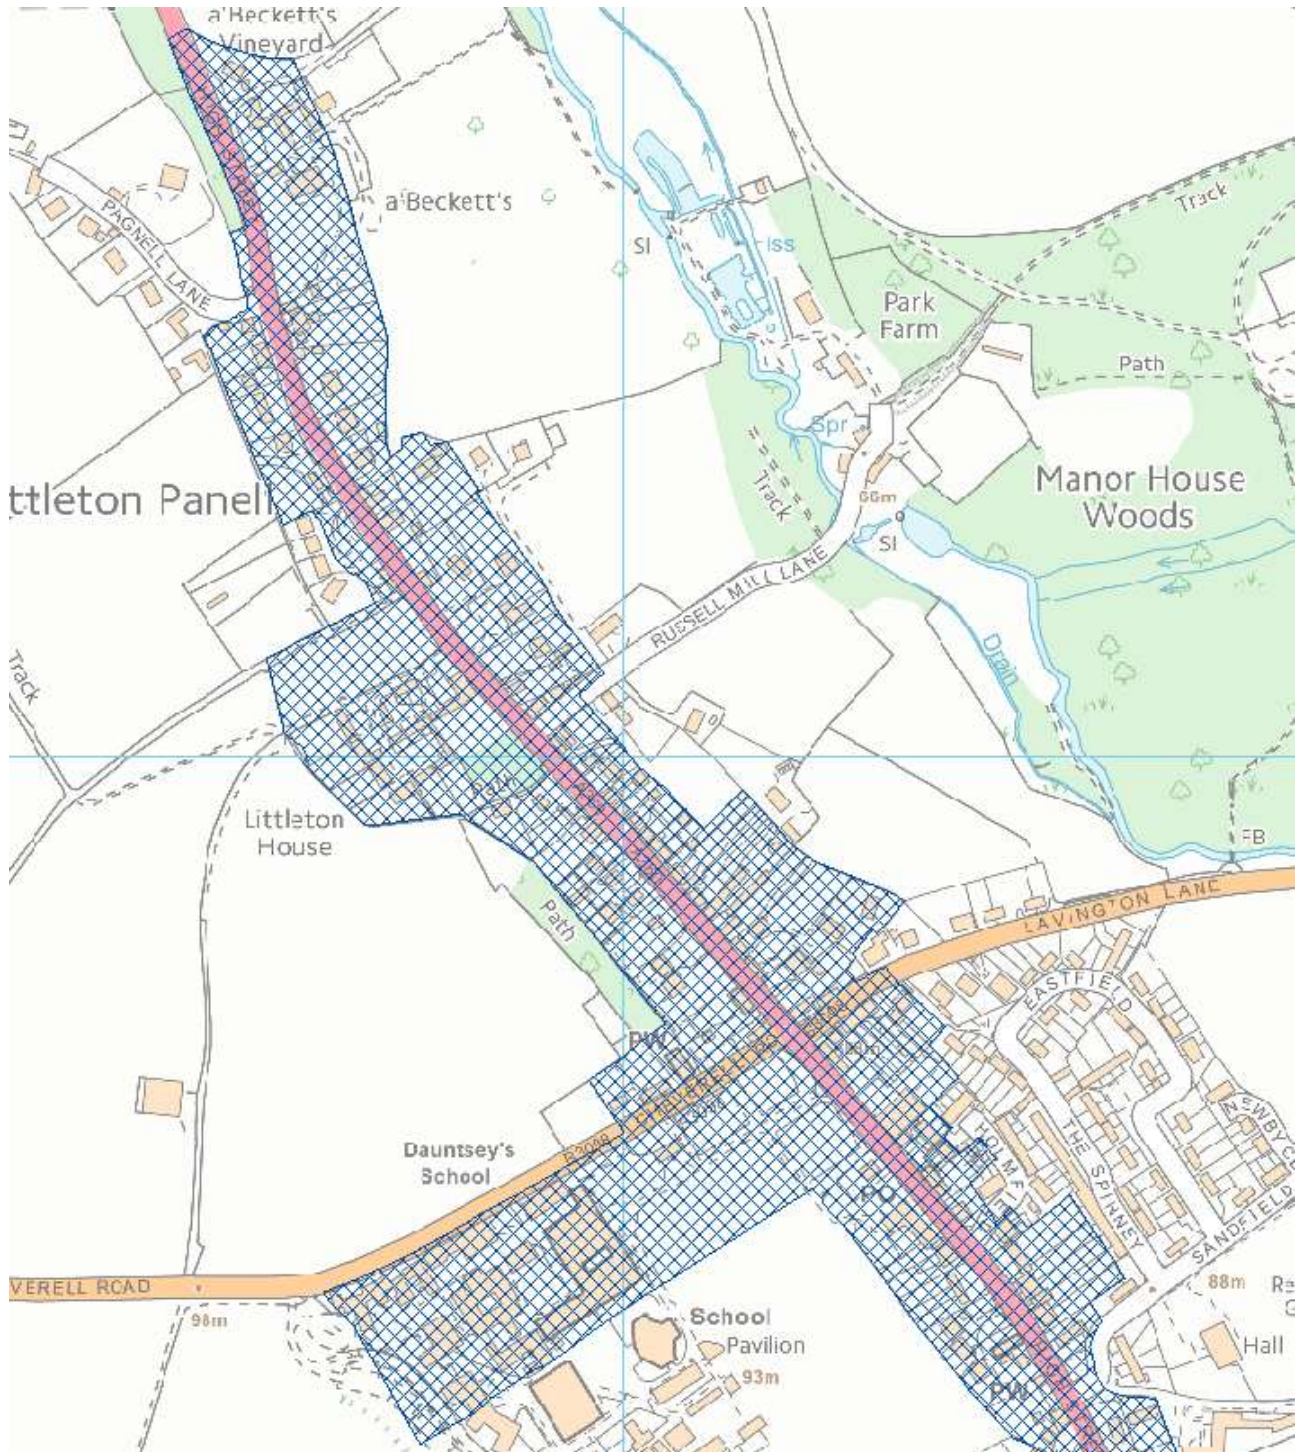 a'Beckett's
Vineyard
PAGNELL LANE
a'Beckett's
SI
Track
Park
Farm
Path
Spr
Track
66m
Manor House
Woods
ttleton Panell
SI
RUSSELL MILL LANE
Drain
Track
Littleton
House
FB
LAVINGTON LANE
Path
EASTFIELD
PW
Dauntsey's
School
B3098
THE SPINNEY
PO
SANDFIELD
VERELL ROAD
98m
88m
School
Pavilion
Hall
93m
PW